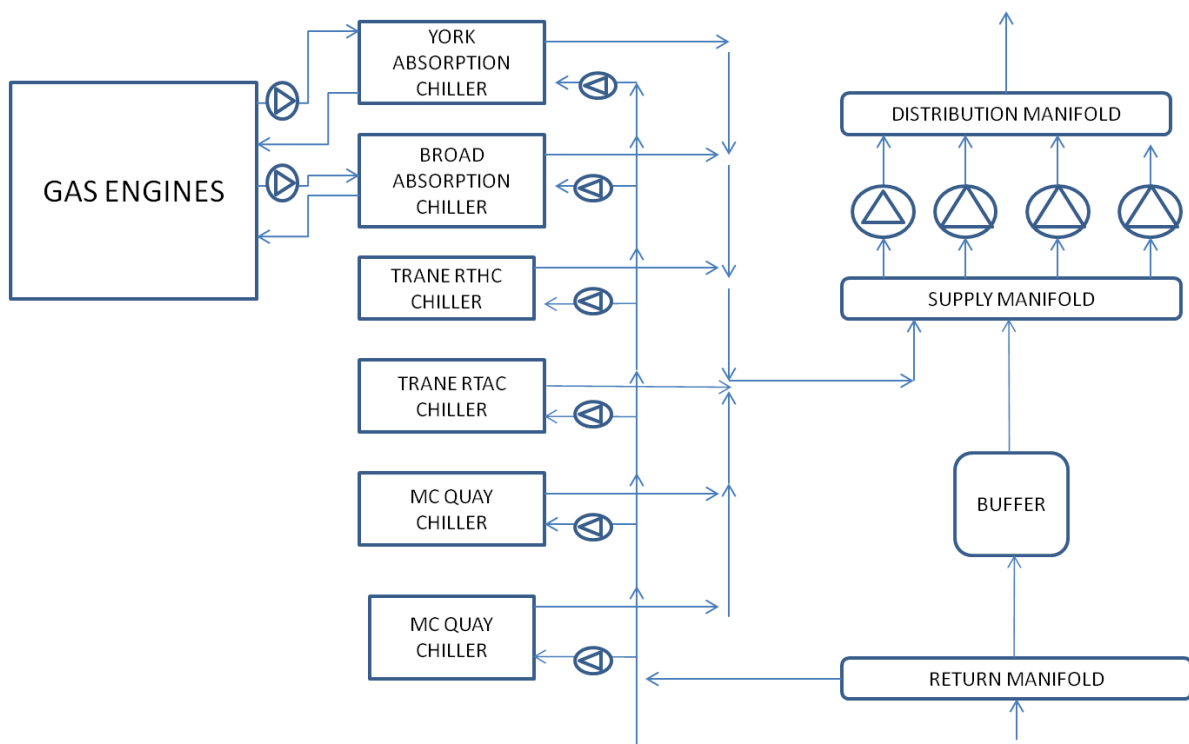 GAS ENGINES
YORK
ABSORPTION
CHILLER
BROAD
ABSORPTION
CHILLER
TRANE RTHC
CHILLER
TRANE RTAC
CHILLER
MC QUAY
CHILLER
MC QUAY
CHILLER
DISTRIBUTION MANIFOLD
SUPPLY MANIFOLD
BUFFER
RETURN MANIFOLD